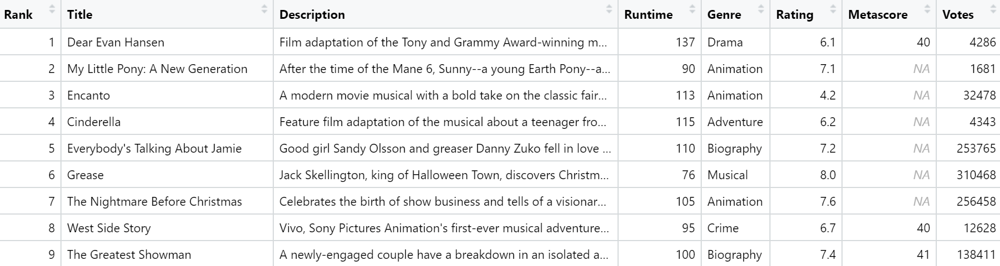 Rank Title Description Runtime Genre Rating Metascore Votes
1 Dear Evan Hansen Film adaptation of the Tony and Grammy Award-winning m... 137 Drama 6.1 40 4286
2 My Little Pony: A New Generation After the time of the Mane 6, Sunny--a young Earth Pony--a... 90 Animation 7.1 NA 1681
3 Encanto A modern movie musical with a bold take on the classic fair... 113 Animation 4.2 NA 32478
4 Cinderella Feature film adaptation of the musical about a teenager fro... 115 Adventure 6.2 NA 4343
5 Everybody's Talking About Jamie Good girl Sandy Olsson and greaser Danny Zuko fell in love ... 110 Biography 7.2 NA 253765
6 Grease Jack Skellington, king of Halloween Town, discovers Christm... 76 Musical 8.0 NA 310468
7 The Nightmare Before Christmas Celebrates the birth of show business and tells of a visionar... 105 Animation 7.6 NA 256458
8 West Side Story Vivo, Sony Pictures Animation's first-ever musical adventure... 95 Crime 6.7 40 12628
9 The Greatest Showman A newly-engaged couple have a breakdown in an isolated a... 100 Biography 7.4 41 138411